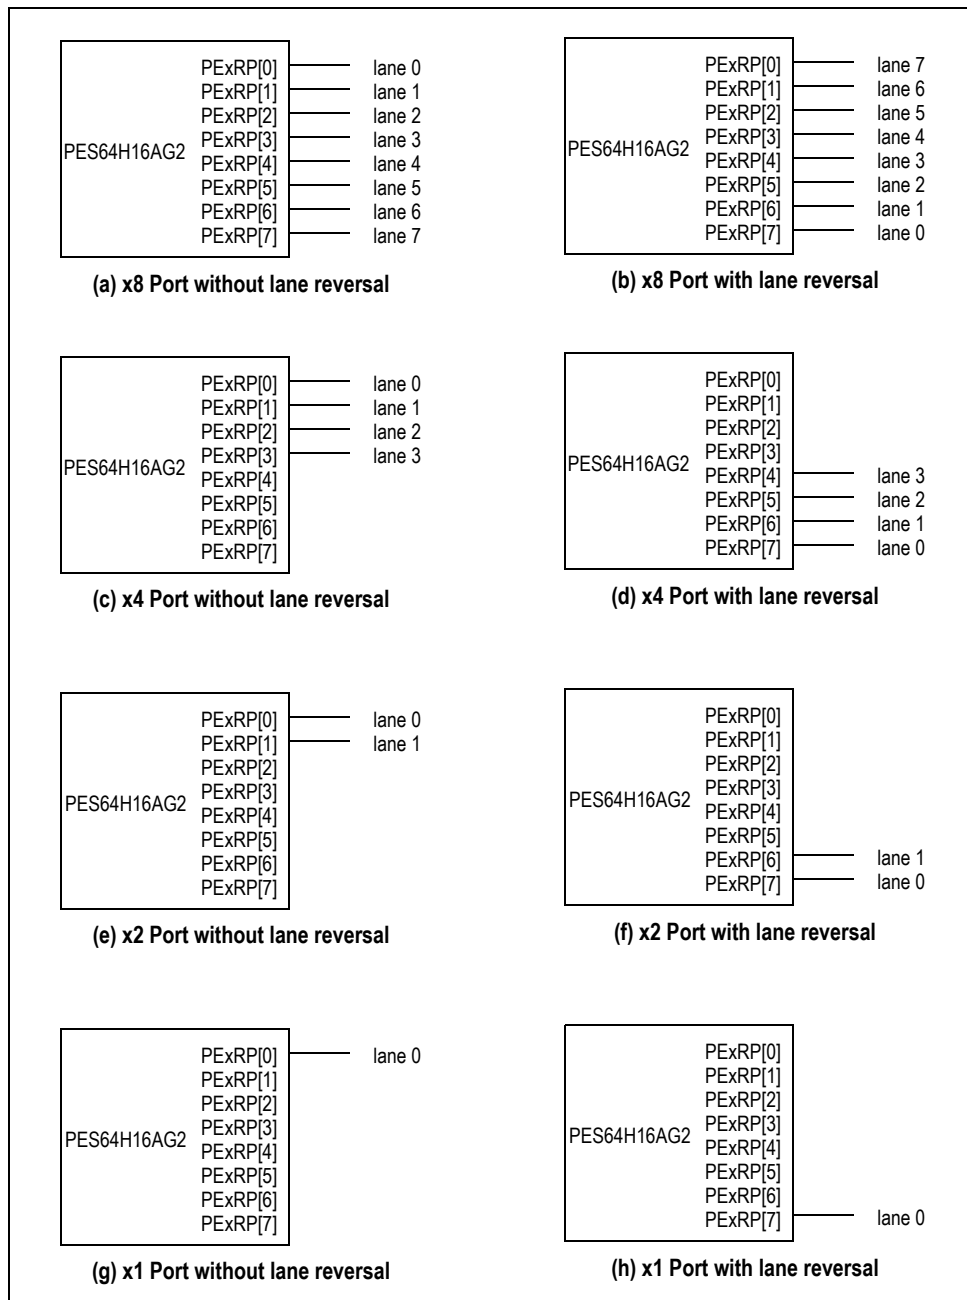 PES64H16AG2
PExRP[0] lane 0
PExRP[1] lane 1
PExRP[2] lane 2
PExRP[3] lane 3
PExRP[4] lane 4
PExRP[5] lane 5
PExRP[6] lane 6
PExRP[7] lane 7
(a) x8 Port without lane reversal
PES64H16AG2
PExRP[0] lane 7
PExRP[1] lane 6
PExRP[2] lane 5
PExRP[3] lane 4
PExRP[4] lane 3
PExRP[5] lane 2
PExRP[6] lane 1
PExRP[7] lane 0
(b) x8 Port with lane reversal
PES64H16AG2
PExRP[0] lane 0
PExRP[1] lane 1
PExRP[2] lane 2
PExRP[3] lane 3
PExRP[4]
PExRP[5]
PExRP[6]
PExRP[7]
(c) x4 Port without lane reversal
PES64H16AG2
PExRP[0]
PExRP[1]
PExRP[2]
PExRP[3]
PExRP[4] lane 3
PExRP[5] lane 2
PExRP[6] lane 1
PExRP[7] lane 0
(d) x4 Port with lane reversal
PES64H16AG2
PExRP[0] lane 0
PExRP[1] lane 1
PExRP[2]
PExRP[3]
PExRP[4]
PExRP[5]
PExRP[6]
PExRP[7]
(e) x2 Port without lane reversal
PES64H16AG2
PExRP[0]
PExRP[1]
PExRP[2]
PExRP[3]
PExRP[4]
PExRP[5]
PExRP[6] lane 1
PExRP[7] lane 0
(f) x2 Port with lane reversal
PES64H16AG2
PExRP[0] lane 0
PExRP[1]
PExRP[2]
PExRP[3]
PExRP[4]
PExRP[5]
PExRP[6]
PExRP[7]
(g) x1 Port without lane reversal
PES64H16AG2
PExRP[0]
PExRP[1]
PExRP[2]
PExRP[3]
PExRP[4]
PExRP[5]
PExRP[6]
PExRP[7] lane 0
(h) x1 Port with lane reversal